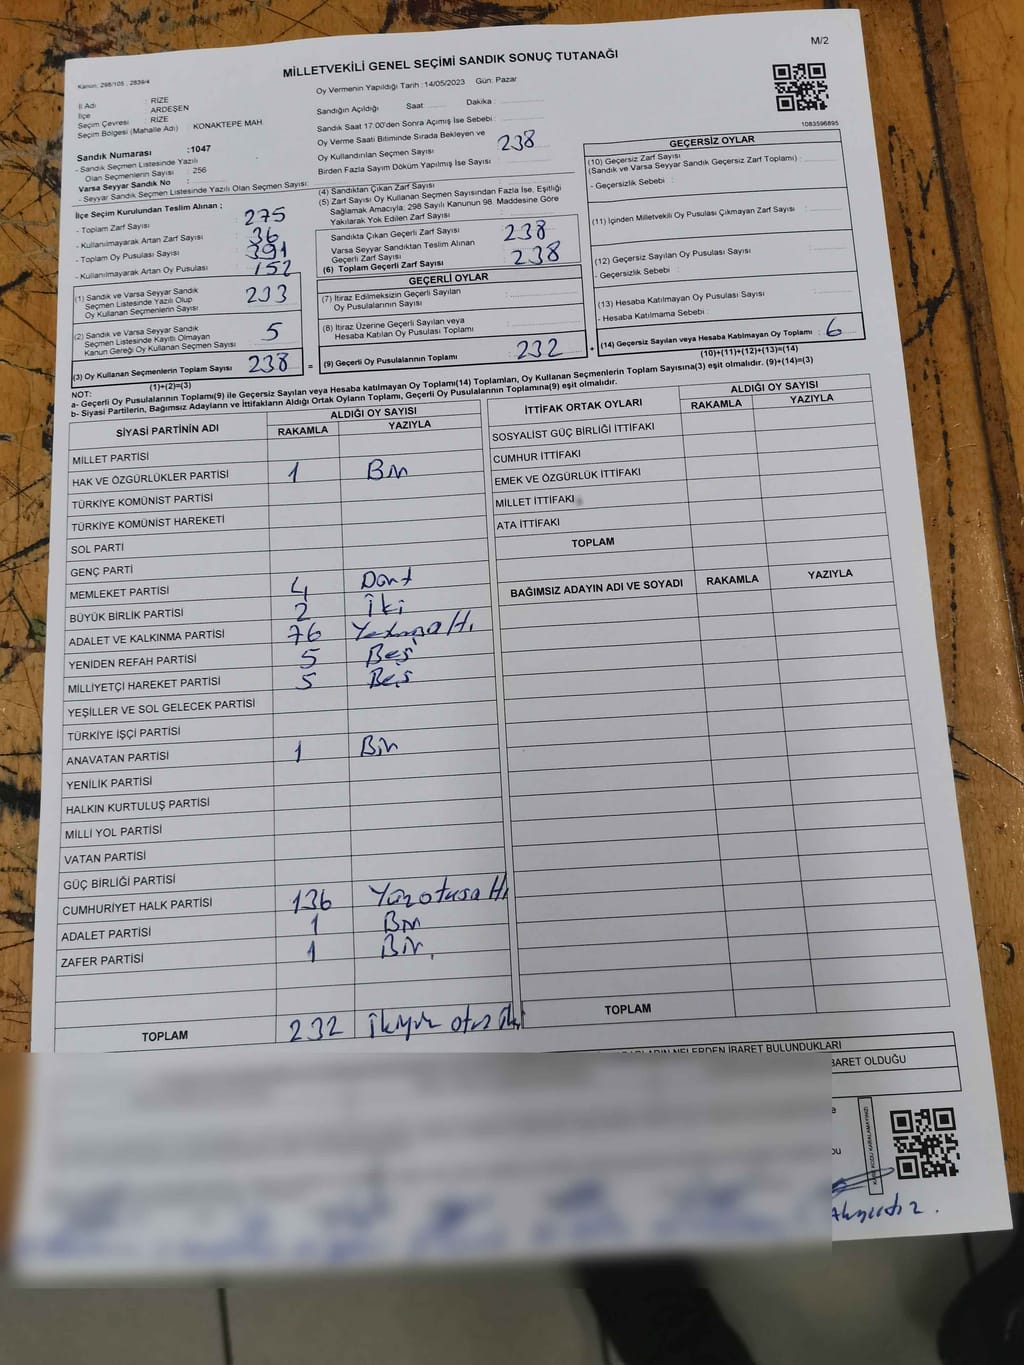 M/2
MİLLETVEKİLİ GENEL SEÇİMİ SANDIK SONUÇ TUTANAĞI
Kanun: 298/105 , 2839/4
İl Adı : RİZE
İlçe : ARDEŞEN
Seçim Çevresi : RİZE
Seçim Bölgesi (Mahalle Adı) : KONAKTEPE MAH.
Sandık Numarası :1047
- Sandık Seçmen Listesinde Yazılı
Olan Seçmenlerin Sayısı : 256
Varsa Seyyar Sandık No :
- Seyyar Sandık Seçmen Listesinde Yazılı Olan Seçmen Sayısı:
Oy Vermenin Yapıldığı Tarih :14/05/2023 Gün: Pazar
Sandığın Açıldığı Saat: Dakika :
Sandık Saat 17:00'den Sonra Açımış İse Sebebi :
Oy Verme Saati Bitiminde Sırada Bekleyen ve
Oy Kullandırılan Seçmen Sayısı : 238
Birden Fazla Sayım Döküm Yapılmış İse Sayısı :
1083596895
İlçe Seçim Kurulundan Teslim Alınan ;
- Toplam Zarf Sayısı : 275
- Kullanılmayarak Artan Zarf Sayısı : 36
- Toplam Oy Pusulası Sayısı : 391
- Kullanılmayarak Artan Oy Pusulası : 152
(1) Sandık ve Varsa Seyyar Sandık
Seçmen Listesinde Yazılı Olup
Oy Kullanan Seçmenlerin Sayısı : 233
(2) Sandık ve Varsa Seyyar Sandık
Seçmen Listesinde Kayıtlı Olmayan
Kanun Gereği Oy Kullanan Seçmen Sayısı : 5
(3) Oy Kullanan Seçmenlerin Toplam Sayısı : 238 =
(1)+(2)=(3)
(4) Sandıktan Çıkan Zarf Sayısı :
(5) Zarf Sayısı Oy Kullanan Seçmen Sayısından Fazla İse, Eşitliği
Sağlamak Amacıyla; 298 Sayılı Kanunun 98. Maddesine Göre
Yakılarak Yok Edilen Zarf Sayısı :
Sandıkta Çıkan Geçerli Zarf Sayısı : 238
Varsa Seyyar Sandıktan Teslim Alınan
Geçerli Zarf Sayısı :
(6) Toplam Geçerli Zarf Sayısı : 238
GEÇERLİ OYLAR
(7) İtiraz Edilmeksizin Geçerli Sayılan
Oy Pusulalarının Sayısı :
(8) İtiraz Üzerine Geçerli Sayılan veya
Hesaba Katılan Oy Pusulası Toplamı :
(9) Geçerli Oy Pusulalarının Toplamı : 232 +
GEÇERSİZ OYLAR
(10) Geçersiz Zarf Sayısı
(Sandık ve Varsa Seyyar Sandık Geçersiz Zarf Toplamı) :
- Geçersizlik Sebebi :
(11) İçinden Milletvekili Oy Pusulası Çıkmayan Zarf Sayısı :
(12) Geçersiz Sayılan Oy Pusulası Sayısı :
- Geçersizlik Sebebi :
(13) Hesaba Katılmayan Oy Pusulası Sayısı :
- Hesaba Katılmama Sebebi :
(14) Geçersiz Sayılan veya Hesaba Katılmayan Oy Toplamı : 6
(10)+(11)+(12)+(13)=(14)
NOT:
a- Geçerli Oy Pusulalarının Toplamı(9) ile Geçersiz Sayılan veya Hesaba katılmayan Oy Toplamı(14) Toplamları, Oy Kullanan Seçmenlerin Toplam Sayısına(3) eşit olmalıdır. (9)+(14)=(3)
b- Siyasi Partilerin, Bağımsız Adayların ve İttifakların Aldığı Ortak Oyların Toplamı, Geçerli Oy Pusulalarının Toplamına(9) eşit olmalıdır.
SİYASİ PARTİNİN ADI
ALDIĞI OY SAYISI
RAKAMLA YAZIYLA
MİLLET PARTİSİ
HAK VE ÖZGÜRLÜKLER PARTİSİ 1 Bir
TÜRKİYE KOMÜNİST PARTİSİ
TÜRKİYE KOMÜNİST HAREKETİ
SOL PARTİ
GENÇ PARTİ
MEMLEKET PARTİSİ 4 Dört
BÜYÜK BİRLİK PARTİSİ 2 İki
ADALET VE KALKINMA PARTİSİ 76
YENİDEN REFAH PARTİSİ 5 Beş
MİLLİYETÇİ HAREKET PARTİSİ 5 Beş
YEŞİLLER VE SOL GELECEK PARTİSİ
TÜRKİYE İŞÇİ PARTİSİ
ANAVATAN PARTİSİ 1 Bir
YENİLİK PARTİSİ
HALKIN KURTULUŞ PARTİSİ
MİLLİ YOL PARTİSİ
VATAN PARTİSİ
GÜÇ BİRLİĞİ PARTİSİ
CUMHURİYET HALK PARTİSİ 136 Yüzotuzaltı
ADALET PARTİSİ 1 Bir
ZAFER PARTİSİ 1 Bir.
TOPLAM 232 İkiyüz otuz iki
İTTİFAK ORTAK OYLARI
ALDIĞI OY SAYISI
RAKAMLA YAZIYLA
SOSYALİST GÜÇ BİRLİĞİ İTTİFAKI
CUMHUR İTTİFAKI
EMEK VE ÖZGÜRLÜK İTTİFAKI
MİLLET İTTİFAKI
ATA İTTİFAKI
TOPLAM
BAĞIMSIZ ADAYIN ADI VE SOYADI RAKAMLA YAZIYLA
TOPLAM
NELERDEN İBARET BULUNDUKLARI
BARET OLDUĞU